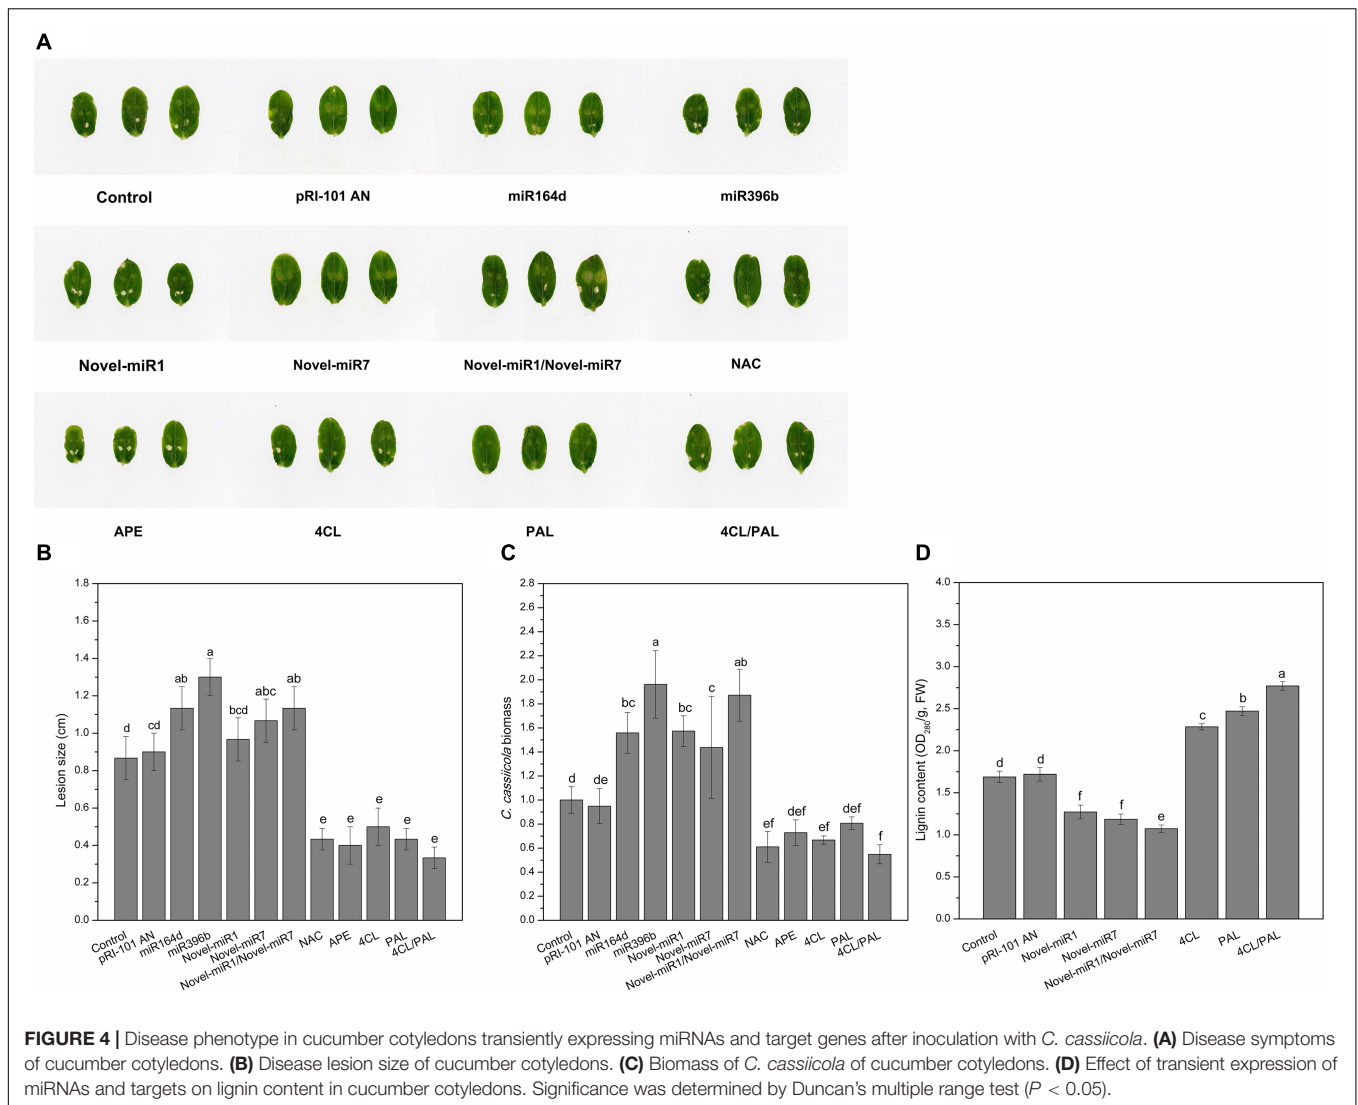 A
Control pRI-101 AN miR164d miR396b
Novel-miR1 Novel-miR7 Novel-miR1/Novel-miR7 NAC
APE 4CL PAL 4CL/PAL
B
Lesion size (cm)
1.8
1.6
1.4
1.2
1.0
0.8
0.6
0.4
0.2
0.0
d cd ab a bcd abc ab e e e e e
Control pRI-101 AN miR164d miR396b Novel-miR1 Novel-miR7 Novel-miR1/Novel-miR7 NAC APE 4CL PAL 4CL/PAL
C
C. cassiicola biomass
2.8
2.6
2.4
2.2
2.0
1.8
1.6
1.4
1.2
1.0
0.8
0.6
0.4
0.2
0.0
d de bc a bc c ab ef def ef def f
Control pRI-101 AN miR164d miR396b Novel-miR1 Novel-miR7 Novel-miR1/Novel-miR7 NAC APE 4CL PAL 4CL/PAL
D
Lignin content (OD280/g, FW)
4.0
3.5
3.0
2.5
2.0
1.5
1.0
0.5
0.0
d d f f e c b a
Control pRI-101 AN Novel-miR1 Novel-miR7 Novel-miR1/Novel-miR7 4CL PAL 4CL/PAL
FIGURE 4 | Disease phenotype in cucumber cotyledons transiently expressing miRNAs and target genes after inoculation with C. cassiicola. (A) Disease symptoms
of cucumber cotyledons. (B) Disease lesion size of cucumber cotyledons. (C) Biomass of C. cassiicola of cucumber cotyledons. (D) Effect of transient expression of
miRNAs and targets on lignin content in cucumber cotyledons. Significance was determined by Duncan's multiple range test (P < 0.05).